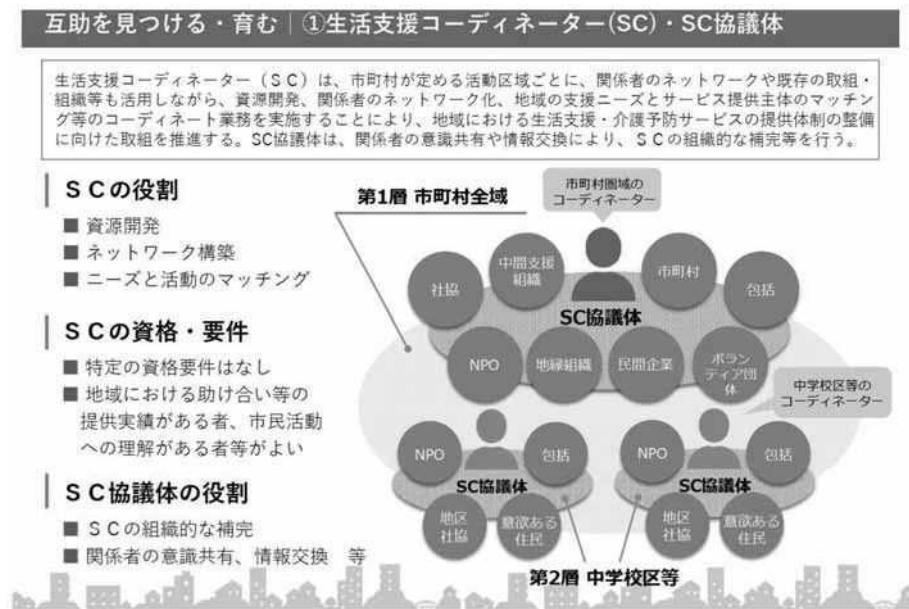 互助を見つける・育む｜①生活支援コーディネーター(SC)・SC協議体
生活支援コーディネーター（ＳＣ）は、市町村が定める活動区域ごとに、関係者のネットワークや既存の取組・
組織等も活用しながら、資源開発、関係者のネットワーク化、地域の支援ニーズとサービス提供主体のマッチン
グ等のコーディネート業務を実施することにより、地域における生活支援・介護予防サービスの提供体制の整備
に向けた取組を推進する。SC協議体は、関係者の意識共有や情報交換により、ＳＣの組織的な補完等を行う。
ＳＣの役割
■ 資源開発
■ ネットワーク構築
■ ニーズと活動のマッチング
ＳＣの資格・要件
■ 特定の資格要件はなし
■ 地域における助け合い等の
提供実績がある者、市民活動
への理解がある者等がよい
ＳＣ協議体の役割
■ ＳＣの組織的な補完
■ 関係者の意識共有、情報交換　等
第1層 市町村全域
市町村圏域の
コーディネーター
社協
中間支援
組織
市町村
包括
SC協議体
NPO
地縁組織
民間企業
ボラン
ティア団
体
中学校区等の
コーディネーター
NPO
包括
SC協議体
地区
社協
意欲ある
住民
NPO
包括
SC協議体
地区
社協
意欲ある
住民
第2層 中学校区等